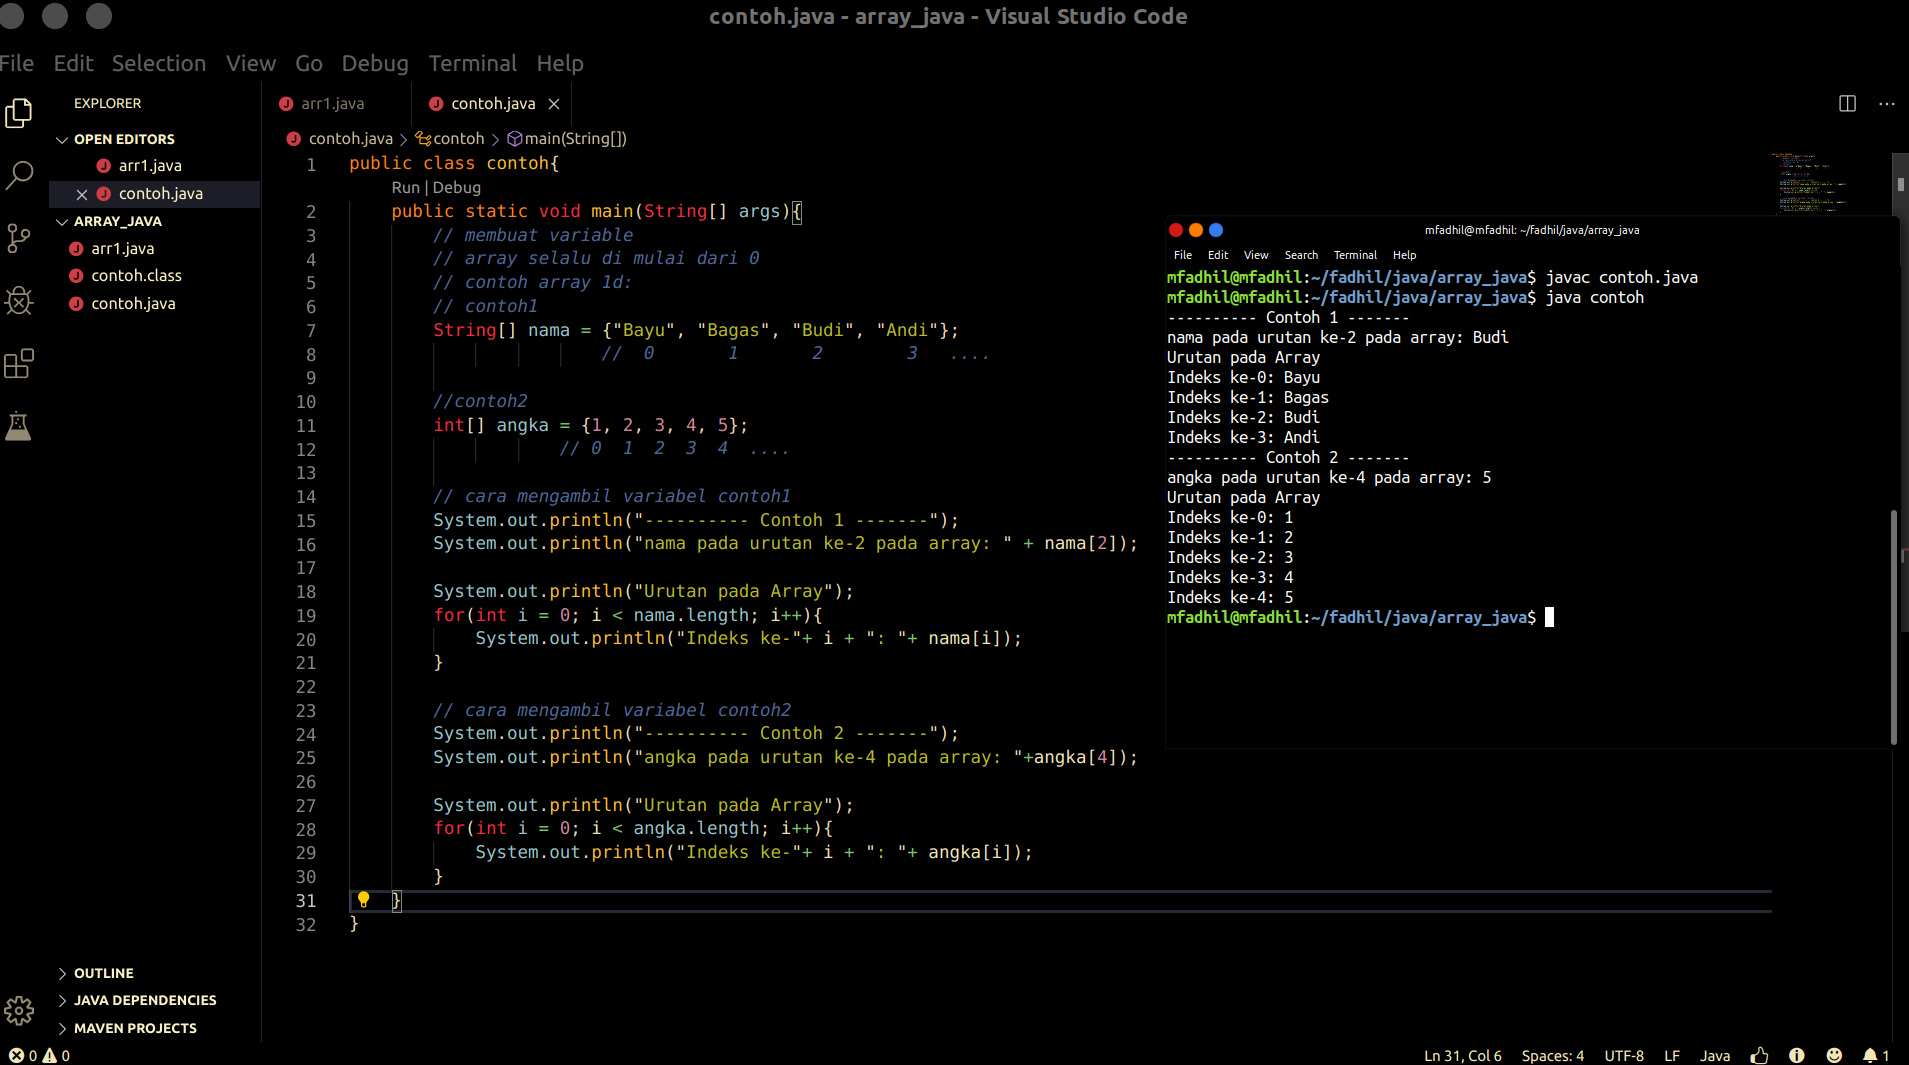 contoh.java - array_java - Visual Studio Code
File Edit Selection View Go Debug Terminal Help
EXPLORER
OPEN EDITORS
arr1.java
contoh.java
ARRAY_JAVA
arr1.java
contoh.class
contoh.java
OUTLINE
JAVA DEPENDENCIES
MAVEN PROJECTS
arr1.java contoh.java
contoh.java > contoh > main(String[])
1 public class contoh{
Run | Debug
2 public static void main(String[] args){
3 // membuat variable
4 // array selalu di mulai dari 0
5 // contoh array 1d:
6 // contoh1
7 String[] nama = {"Bayu", "Bagas", "Budi", "Andi"};
8 // 0 1 2 3 ....
9
10 //contoh2
11 int[] angka = {1, 2, 3, 4, 5};
12 // 0 1 2 3 4 ....
13
14 // cara mengambil variabel contoh1
15 System.out.println("---------- Contoh 1 -------");
16 System.out.println("nama pada urutan ke-2 pada array: " + nama[2]);
17
18 System.out.println("Urutan pada Array");
19 for(int i = 0; i < nama.length; i++){
20 System.out.println("Indeks ke-"+ i + ": "+ nama[i]);
21 }
22
23 // cara mengambil variabel contoh2
24 System.out.println("---------- Contoh 2 -------");
25 System.out.println("angka pada urutan ke-4 pada array: "+angka[4]);
26
27 System.out.println("Urutan pada Array");
28 for(int i = 0; i < angka.length; i++){
29 System.out.println("Indeks ke-"+ i + ": "+ angka[i]);
30 }
31 }
32 }
mfadhil@mfadhil: ~/fadhil/java/array_java
File Edit View Search Terminal Help
mfadhil@mfadhil:~/fadhil/java/array_java$ javac contoh.java
mfadhil@mfadhil:~/fadhil/java/array_java$ java contoh
---------- Contoh 1 -------
nama pada urutan ke-2 pada array: Budi
Urutan pada Array
Indeks ke-0: Bayu
Indeks ke-1: Bagas
Indeks ke-2: Budi
Indeks ke-3: Andi
---------- Contoh 2 -------
angka pada urutan ke-4 pada array: 5
Urutan pada Array
Indeks ke-0: 1
Indeks ke-1: 2
Indeks ke-2: 3
Indeks ke-3: 4
Indeks ke-4: 5
mfadhil@mfadhil:~/fadhil/java/array_java$
0 0 Ln 31, Col 6 Spaces: 4 UTF-8 LF Java 1